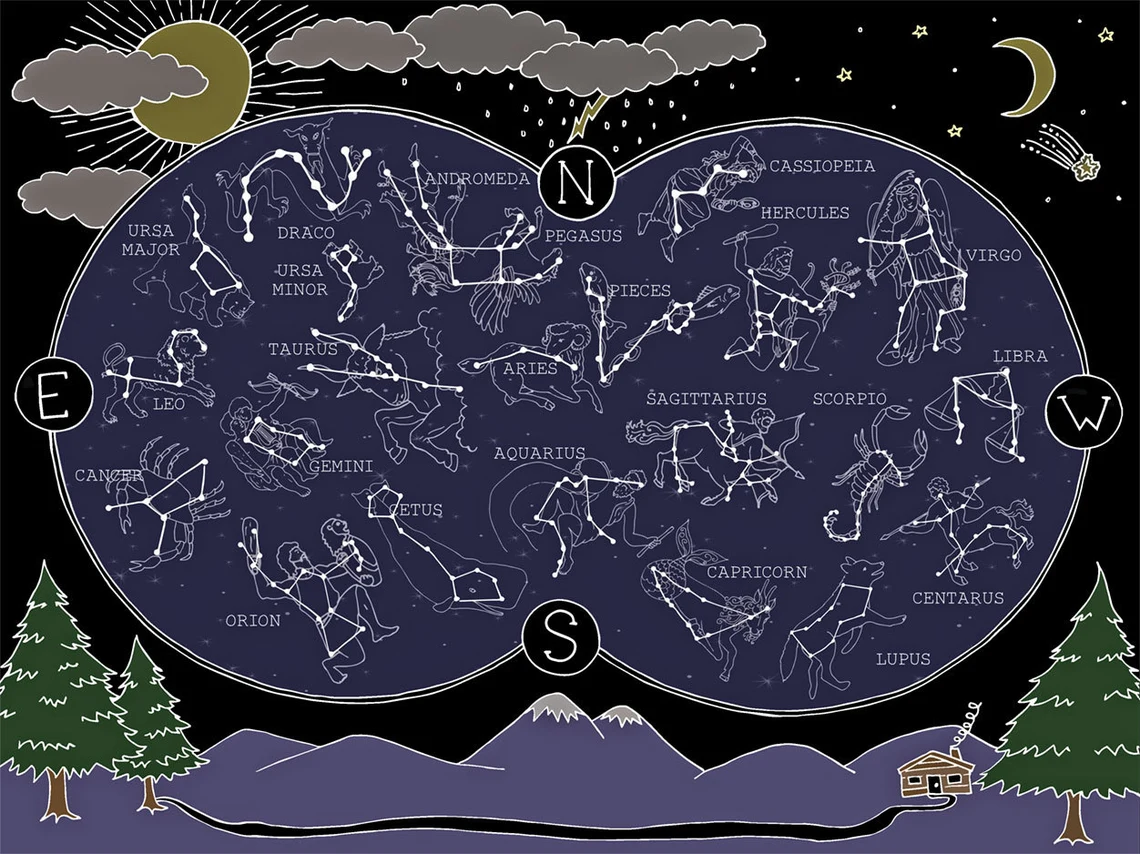 N
ANDROMEDA
CASSIOPEIA
URSA
MAJOR
DRACO
PEGASUS
HERCULES
VIRGO
URSA
MINOR
PIECES
TAURUS
ARIES
LIBRA
E
LEO
SAGITTARIUS
SCORPIO
W
CANCER
GEMINI
AQUARIUS
CETUS
CAPRICORN
CENTARUS
ORION
S
LUPUS